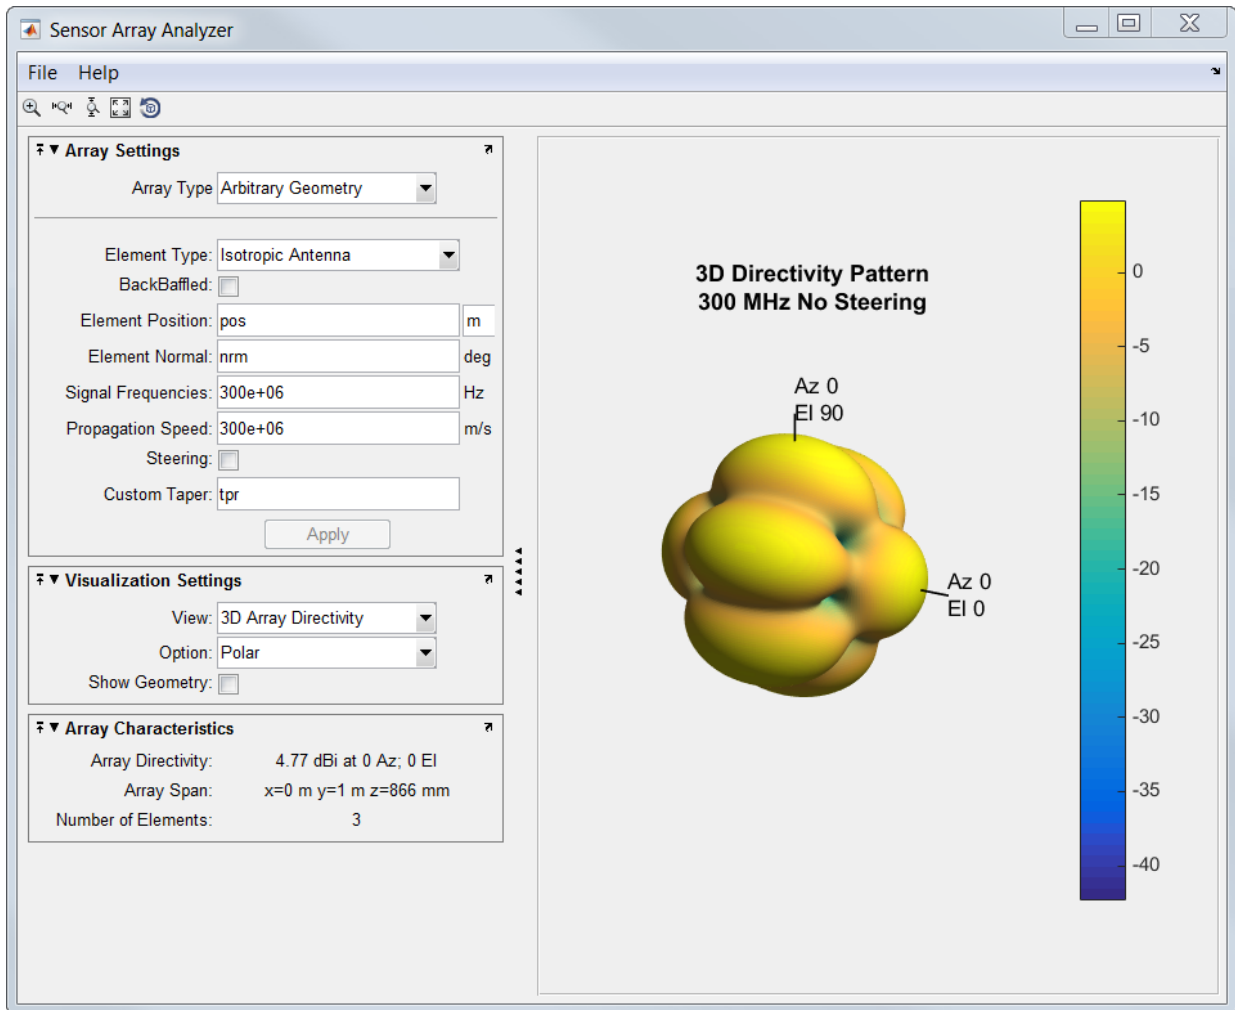 Sensor Array Analyzer
File Help
Array Settings
Array Type Arbitrary Geometry
Element Type: Isotropic Antenna
BackBaffled:
Element Position: pos m
Element Normal: nrm deg
Signal Frequencies: 300e+06 Hz
Propagation Speed: 300e+06 m/s
Steering:
Custom Taper: tpr
Apply
Visualization Settings
View: 3D Array Directivity
Option: Polar
Show Geometry:
Array Characteristics
Array Directivity: 4.77 dBi at 0 Az; 0 El
Array Span: x=0 m y=1 m z=866 mm
Number of Elements: 3
3D Directivity Pattern
300 MHz No Steering
Az 0
El 90
Az 0
El 0
0
-5
-10
-15
-20
-25
-30
-35
-40